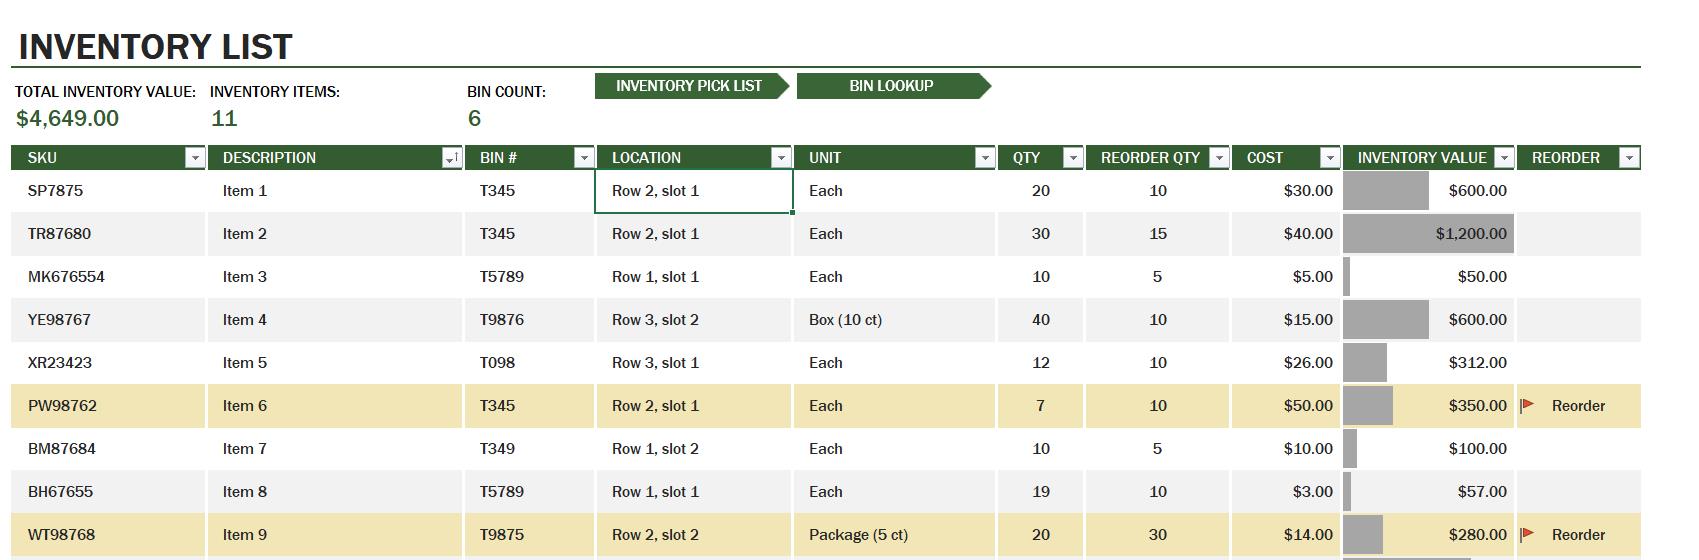 INVENTORY LIST
TOTAL INVENTORY VALUE: INVENTORY ITEMS: BIN COUNT: INVENTORY PICK LIST BIN LOOKUP
$4,649.00 11 6
SKU DESCRIPTION BIN # LOCATION UNIT QTY REORDER QTY COST INVENTORY VALUE REORDER
SP7875 Item 1 T345 Row 2, slot 1 Each 20 10 $30.00 $600.00
TR87680 Item 2 T345 Row 2, slot 1 Each 30 15 $40.00 $1,200.00
MK676554 Item 3 T5789 Row 1, slot 1 Each 10 5 $5.00 $50.00
YE98767 Item 4 T9876 Row 3, slot 2 Box (10 ct) 40 10 $15.00 $600.00
XR23423 Item 5 T098 Row 3, slot 1 Each 12 10 $26.00 $312.00
PW98762 Item 6 T345 Row 2, slot 1 Each 7 10 $50.00 $350.00 Reorder
BM87684 Item 7 T349 Row 1, slot 2 Each 10 5 $10.00 $100.00
BH67655 Item 8 T5789 Row 1, slot 1 Each 19 10 $3.00 $57.00
WT98768 Item 9 T9875 Row 2, slot 2 Package (5 ct) 20 30 $14.00 $280.00 Reorder